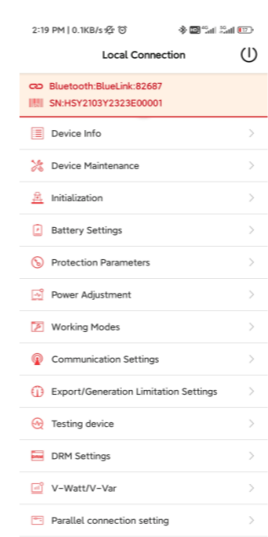 2:19 PM | 0.1KB/s
Local Connection
Bluetooth:BlueLink:82687
SN:HSY2103Y2323E00001
Device Info
Device Maintenance
Initialization
Battery Settings
Protection Parameters
Power Adjustment
Working Modes
Communication Settings
Export/Generation Limitation Settings
Testing device
DRM Settings
V-Watt/V-Var
Parallel connection setting